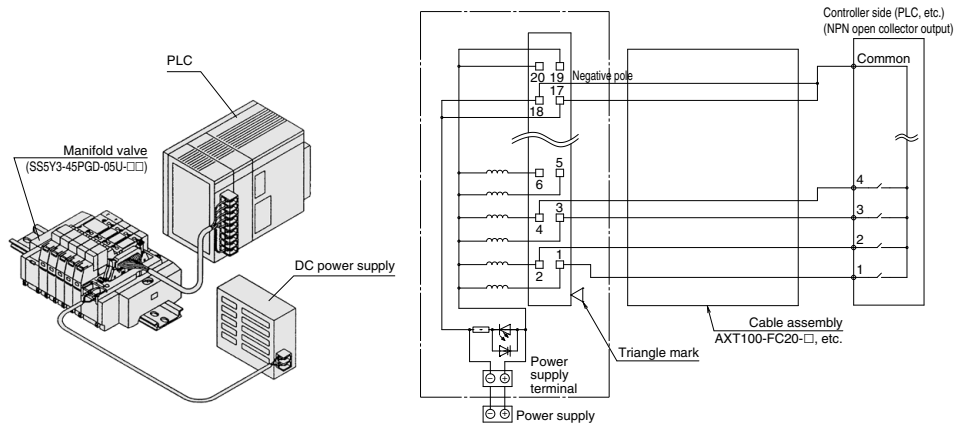 PLC
Manifold valve
(SS5Y3-45PGD-05U-□□)
DC power supply
Controller side (PLC, etc.)
(NPN open collector output)
Common
20 19
Negative pole
17
18
5
6
4
3
3
4
2
1
2
1
Cable assembly
AXT100-FC20-□, etc.
Triangle mark
Power
supply
terminal
⊖ ⊕
⊖ ⊕ Power supply